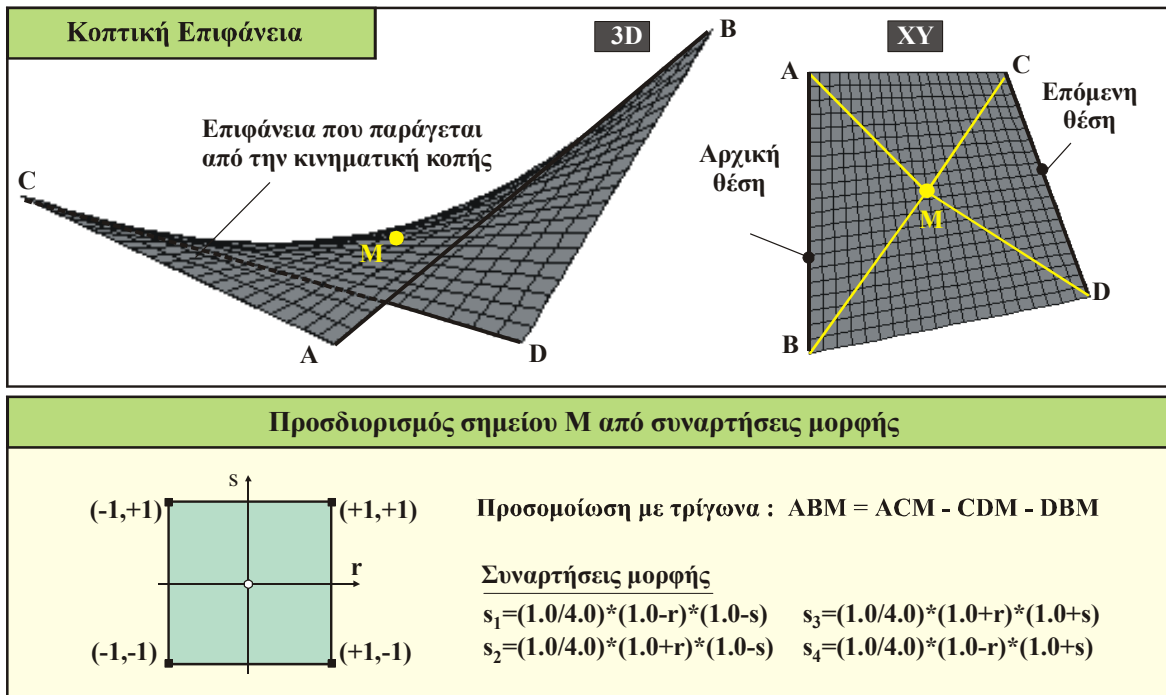 Κοπτική Επιφάνεια
3D
B
Επιφάνεια που παράγεται
από την κινηματική κοπής
C
M
A
D
XY
A
C
Επόμενη
θέση
Αρχική
θέση
M
D
B
Προσδιορισμός σημείου Μ από συναρτήσεις μορφής
s
(-1,+1)
(+1,+1)
r
(-1,-1)
(+1,-1)
Προσομοίωση με τρίγωνα : ABM = ACM - CDM - DBM
Συναρτήσεις μορφής
s₁=(1.0/4.0)*(1.0-r)*(1.0-s) s₃=(1.0/4.0)*(1.0+r)*(1.0+s)
s₂=(1.0/4.0)*(1.0+r)*(1.0-s) s₄=(1.0/4.0)*(1.0-r)*(1.0+s)